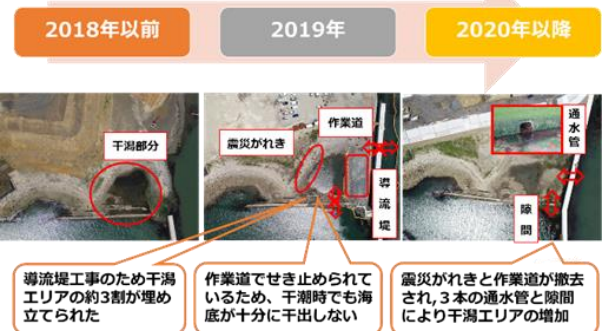 2018年以前
2019年
2020年以降
干潟部分
震災がれき
作業道
導流堤
通水管
隙間
導流堤工事のため干潟
エリアの約3割が埋め
立てられた
作業道でせき止められて
いるため、干潮時でも海
底が十分に干出しない
震災がれきと作業道が撤去
され,３本の通水管と隙間
により干潟エリアの増加